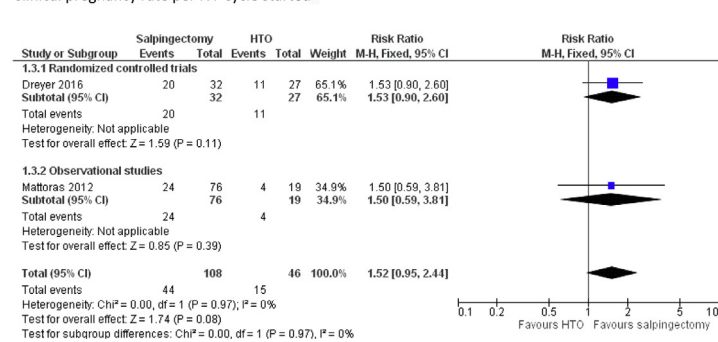 Salpingectomy HTO Risk Ratio Risk Ratio
Study or Subgroup Events Total Events Total Weight M-H, Fixed, 95% CI M-H, Fixed, 95% CI
1.3.1 Randomized controlled trials
Dreyer 2016 20 32 11 27 65.1% 1.53 [0.90, 2.60]
Subtotal (95% CI) 32 27 65.1% 1.53 [0.90, 2.60]
Total events 20 11
Heterogeneity: Not applicable
Test for overall effect: Z = 1.59 (P = 0.11)
1.3.2 Observational studies
Mattoras 2012 24 76 4 19 34.9% 1.50 [0.59, 3.81]
Subtotal (95% CI) 76 19 34.9% 1.50 [0.59, 3.81]
Total events 24 4
Heterogeneity: Not applicable
Test for overall effect: Z = 0.85 (P = 0.39)
Total (95% CI) 108 46 100.0% 1.52 [0.95, 2.44]
Total events 44 15
Heterogeneity: Chi² = 0.00, df = 1 (P = 0.97); I² = 0%
Test for overall effect: Z = 1.74 (P = 0.08)
Test for subgroup differences: Chi² = 0.00, df = 1 (P = 0.97), I² = 0%
0.1 0.2 0.5 1 2 5 10
Favours HTO Favours salpingectomy